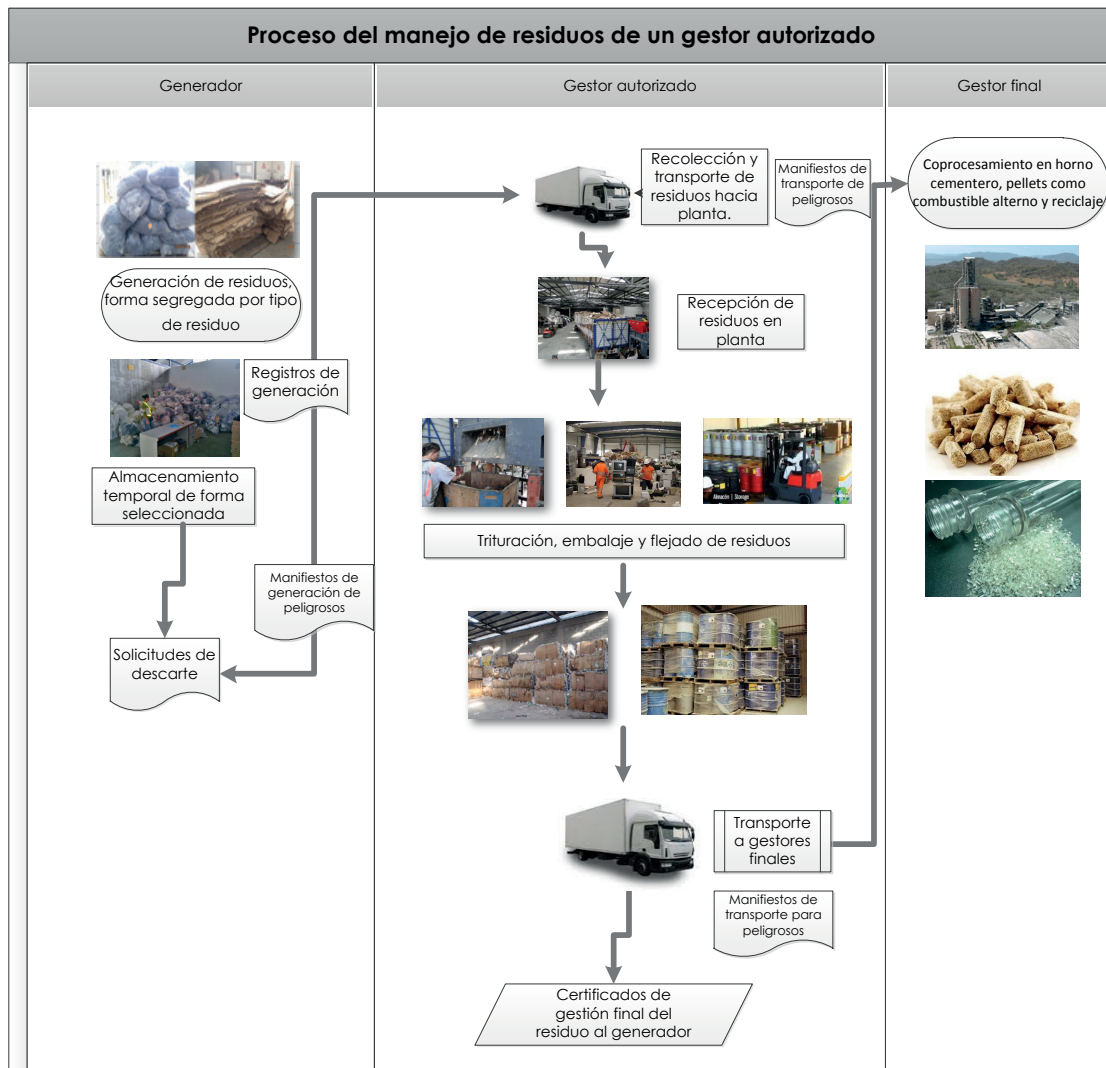 Proceso del manejo de residuos de un gestor autorizado
Generador
Gestor autorizado
Gestor final
Generación de residuos,
forma segregada por tipo
de residuo
Registros de
generación
Almacenamiento
temporal de forma
seleccionada
Manifiestos de
generación de
peligrosos
Solicitudes de
descarte
Recolección y
transporte de
residuos hacia
planta.
Manifiestos de
transporte de
peligrosos
Recepción de
residuos en
planta
Almacén | Storage
Trituración, embalaje y flejado de residuos
Transporte
a gestores
finales
Manifiestos de
transporte para
peligrosos
Certificados de
gestión final del
residuo al generador
Coprocesamiento en horno
cementero, pellets como
combustible alterno y reciclaje